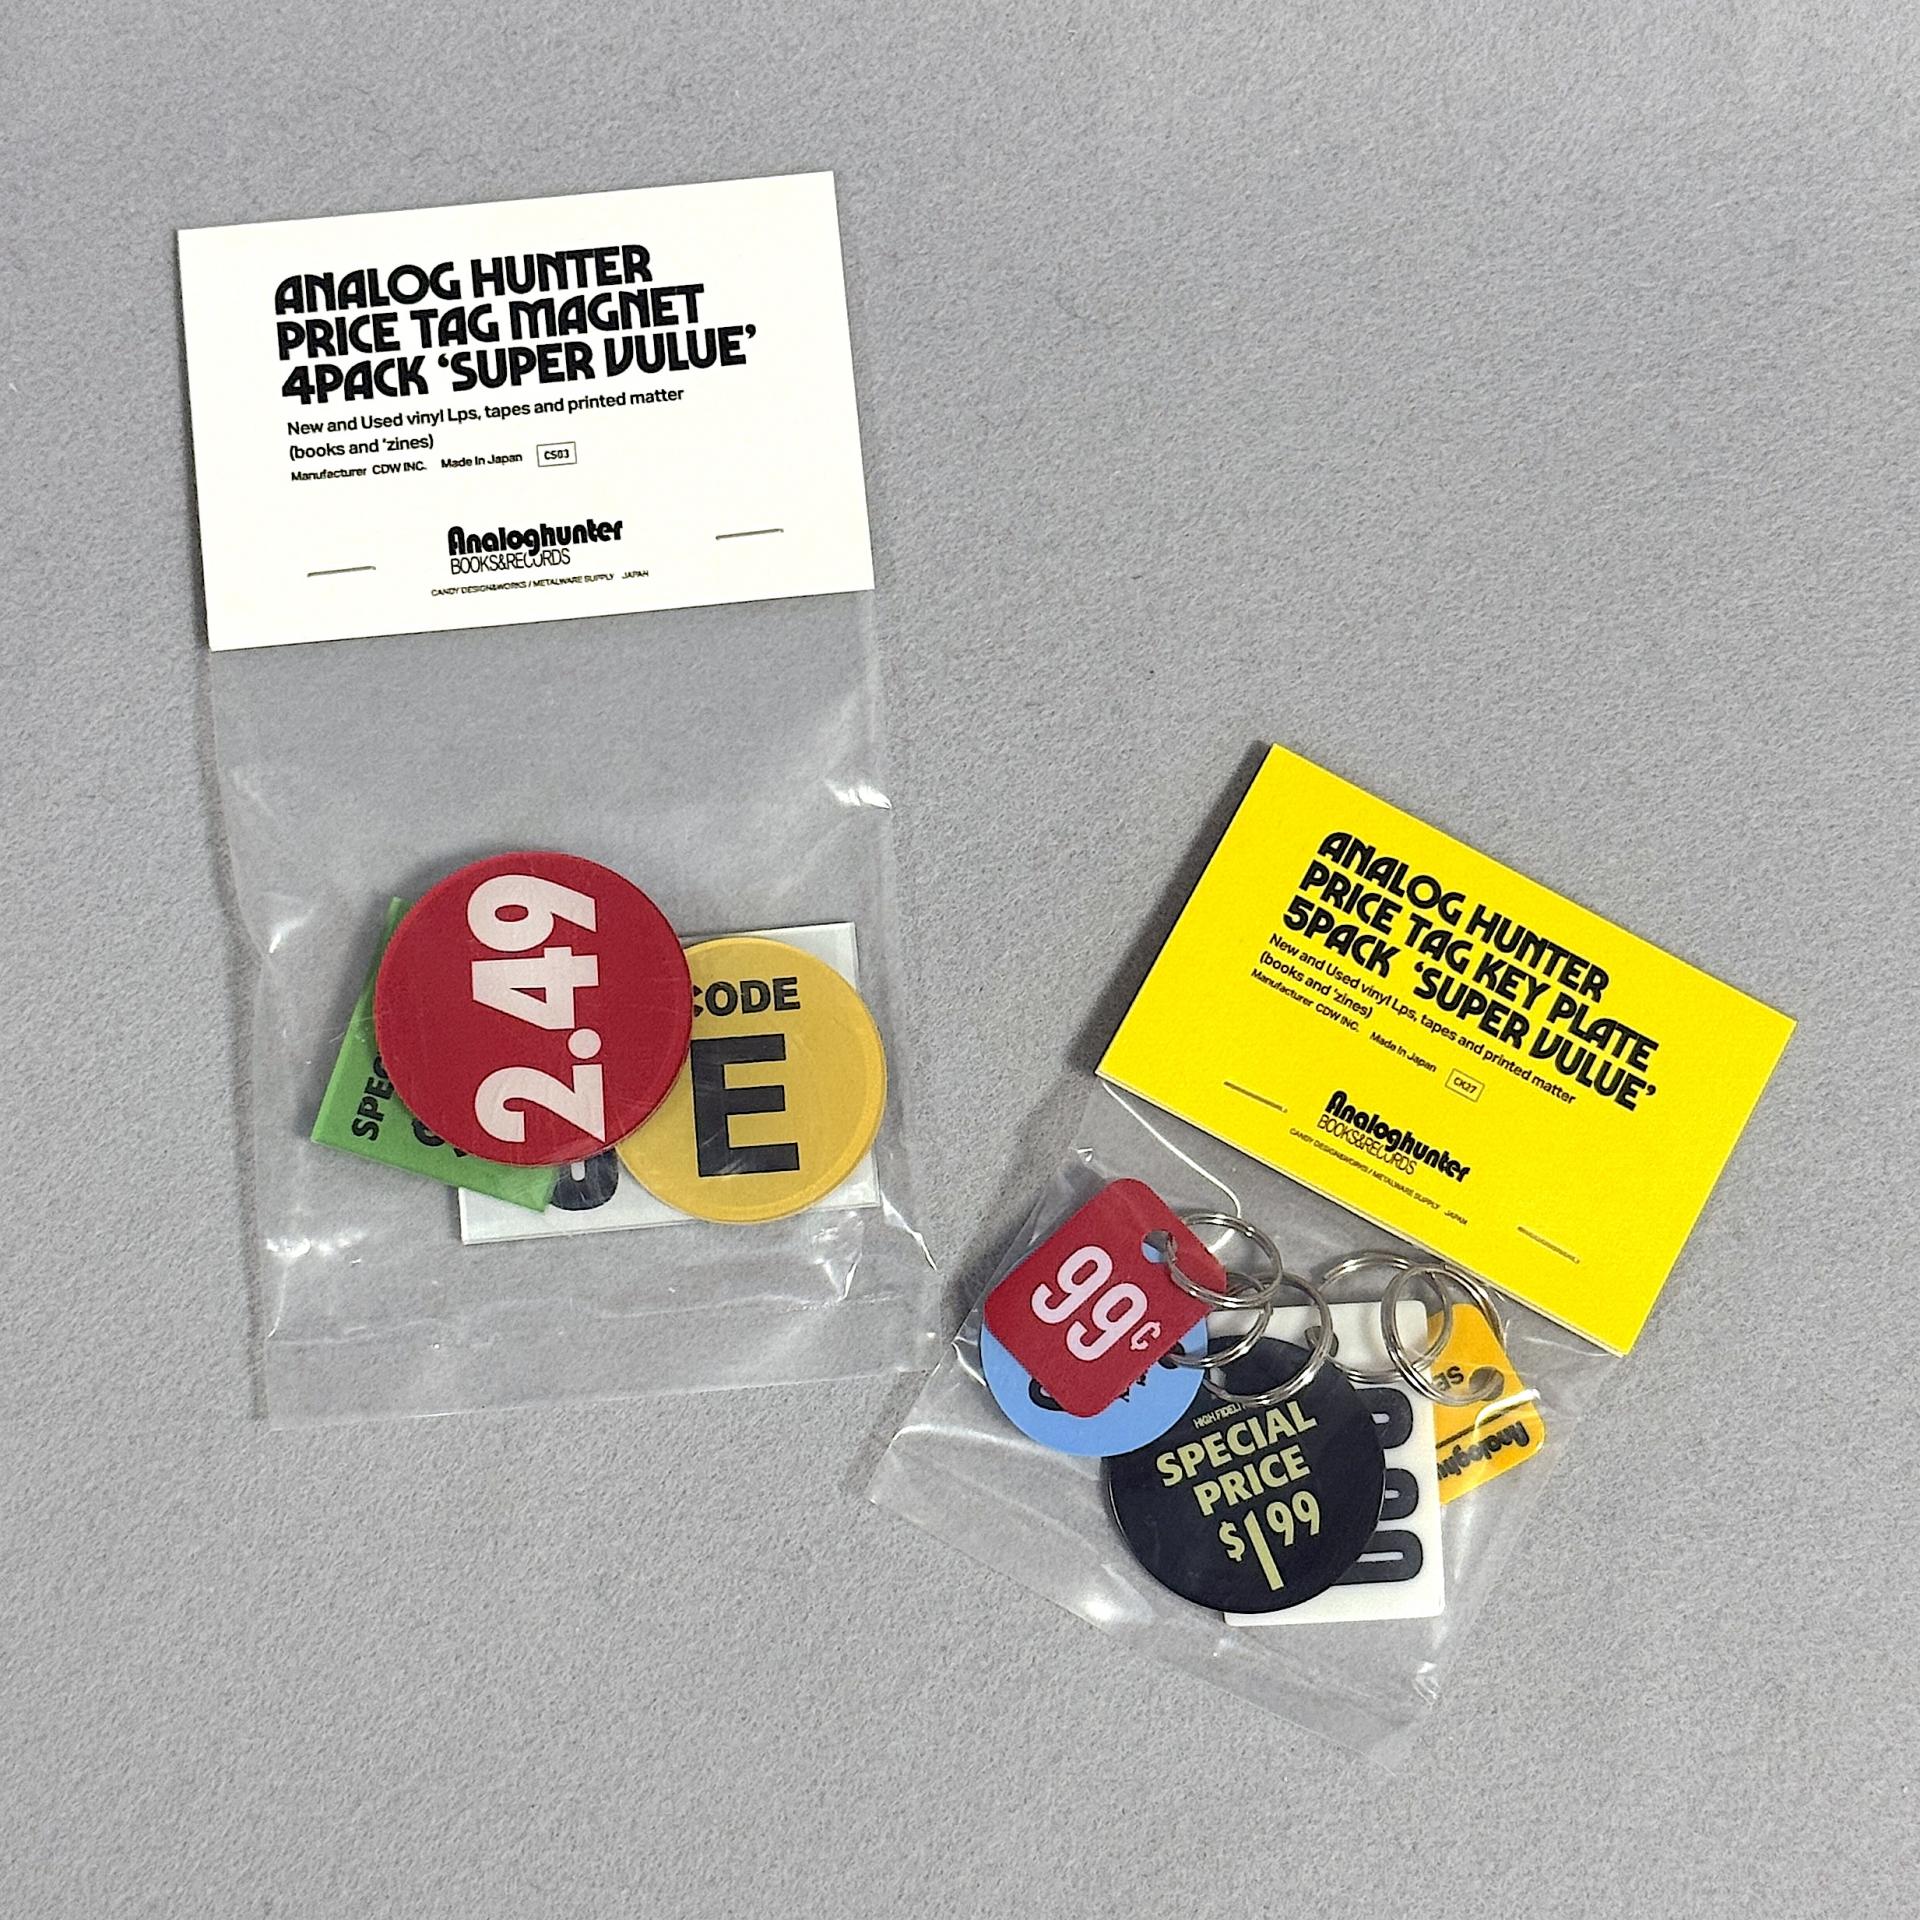 ANALOG HUNTER
PRICE TAG MAGNET
4PACK ‘SUPER VULUE’
New and Used vinyl Lps, tapes and printed matter
(books and ‘zines)
Manufacturer CDW INC. Made In Japan CS03
Analoghunter
BOOKS&RECORDS
CANDY DESIGN&WORKS / METALWARE SUPPLY JAPAN
2.49
CODE
E
ANALOG HUNTER
PRICE TAG KEY PLATE
5PACK ‘SUPER VULUE’
New and Used vinyl Lps, tapes and printed matter
(books and ‘zines)
Manufacturer CDW INC. Made In Japan CK27
Analoghunter
BOOKS&RECORDS
CANDY DESIGN&WORKS / METALWARE SUPPLY JAPAN
99¢
SPECIAL
PRICE
$1.99